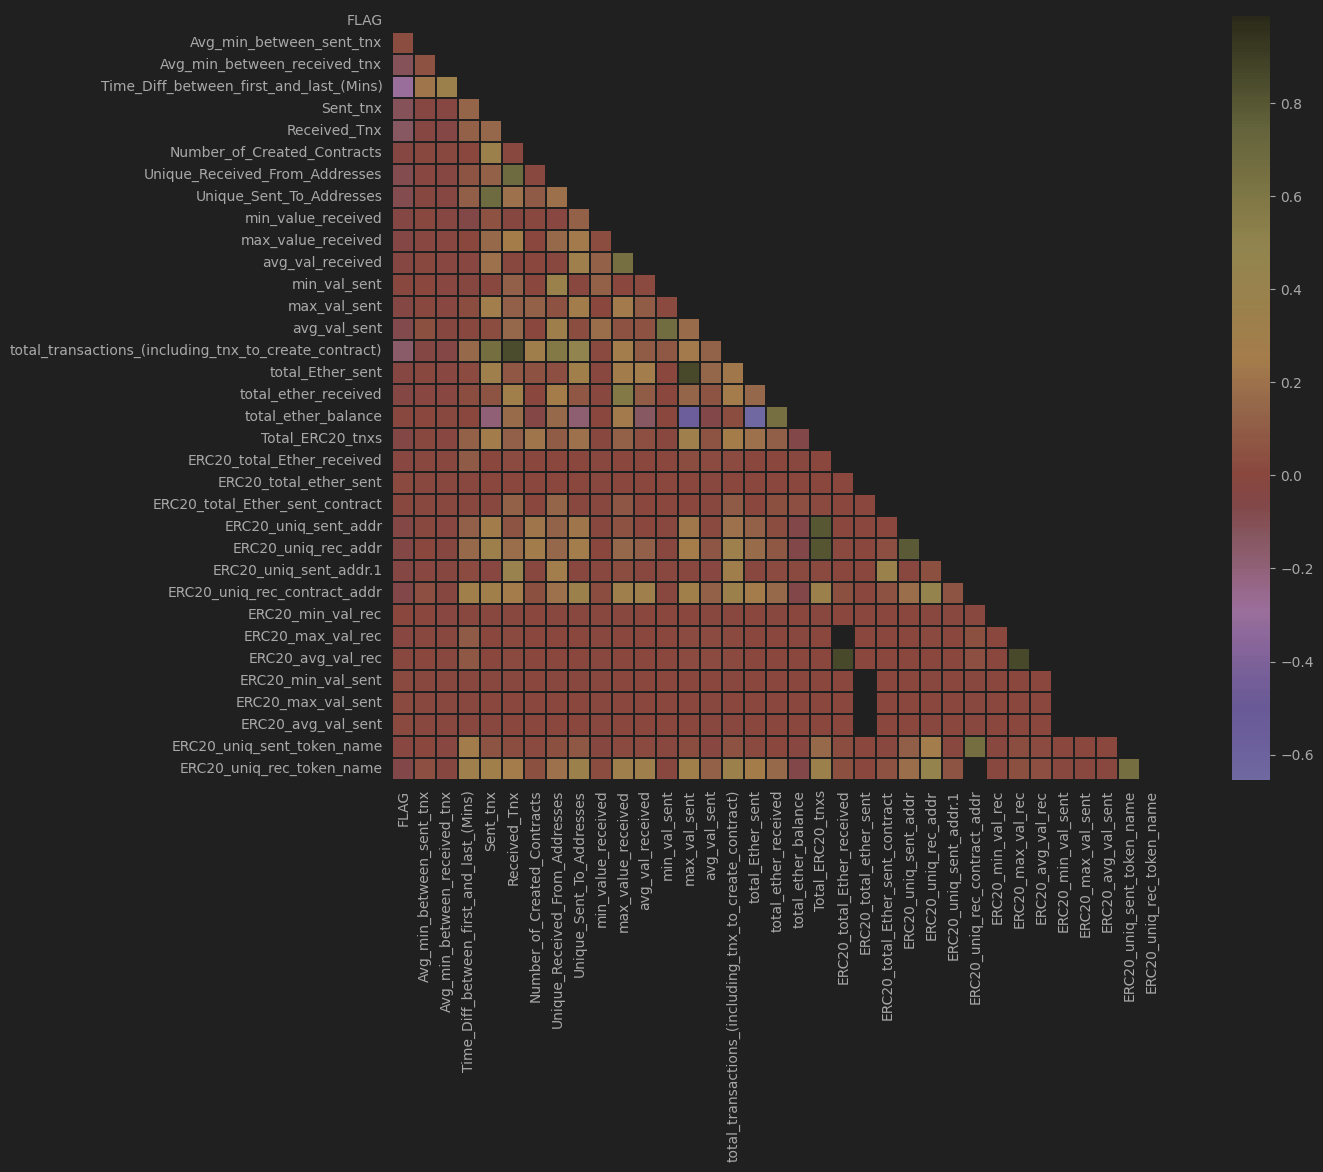 FLAG
Avg_min_between_sent_tnx
Avg_min_between_received_tnx
Time_Diff_between_first_and_last_(Mins)
Sent_tnx
Received_Tnx
Number_of_Created_Contracts
Unique_Received_From_Addresses
Unique_Sent_To_Addresses
min_value_received
max_value_received
avg_val_received
min_val_sent
max_val_sent
avg_val_sent
total_transactions_(including_tnx_to_create_contract)
total_Ether_sent
total_ether_received
total_ether_balance
Total_ERC20_tnxs
ERC20_total_Ether_received
ERC20_total_ether_sent
ERC20_total_Ether_sent_contract
ERC20_uniq_sent_addr
ERC20_uniq_rec_addr
ERC20_uniq_sent_addr.1
ERC20_uniq_rec_contract_addr
ERC20_min_val_rec
ERC20_max_val_rec
ERC20_avg_val_rec
ERC20_min_val_sent
ERC20_max_val_sent
ERC20_avg_val_sent
ERC20_uniq_sent_token_name
ERC20_uniq_rec_token_name
FLAG
Avg_min_between_sent_tnx
Avg_min_between_received_tnx
Time_Diff_between_first_and_last_(Mins)
Sent_tnx
Received_Tnx
Number_of_Created_Contracts
Unique_Received_From_Addresses
Unique_Sent_To_Addresses
min_value_received
max_value_received
avg_val_received
min_val_sent
max_val_sent
avg_val_sent
total_transactions_(including_tnx_to_create_contract)
total_Ether_sent
total_ether_received
total_ether_balance
Total_ERC20_tnxs
ERC20_total_Ether_received
ERC20_total_ether_sent
ERC20_total_Ether_sent_contract
ERC20_uniq_sent_addr
ERC20_uniq_rec_addr
ERC20_uniq_sent_addr.1
ERC20_uniq_rec_contract_addr
ERC20_min_val_rec
ERC20_max_val_rec
ERC20_avg_val_rec
ERC20_min_val_sent
ERC20_max_val_sent
ERC20_avg_val_sent
ERC20_uniq_sent_token_name
ERC20_uniq_rec_token_name
0.8
0.6
0.4
0.2
0.0
−0.2
−0.4
−0.6